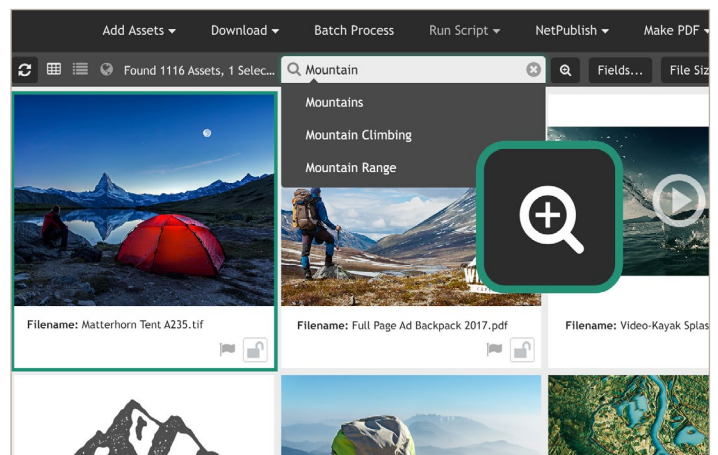 Add Assets Download Batch Process Run Script NetPublish Make PDF
Found 1116 Assets, 1 Selec... Mountain Fields... File Siz
Mountains
Mountain Climbing
Mountain Range
Filename: Matterhorn Tent A235.tif Filename: Full Page Ad Backpack 2017.pdf Filename: Video-Kayak Splas